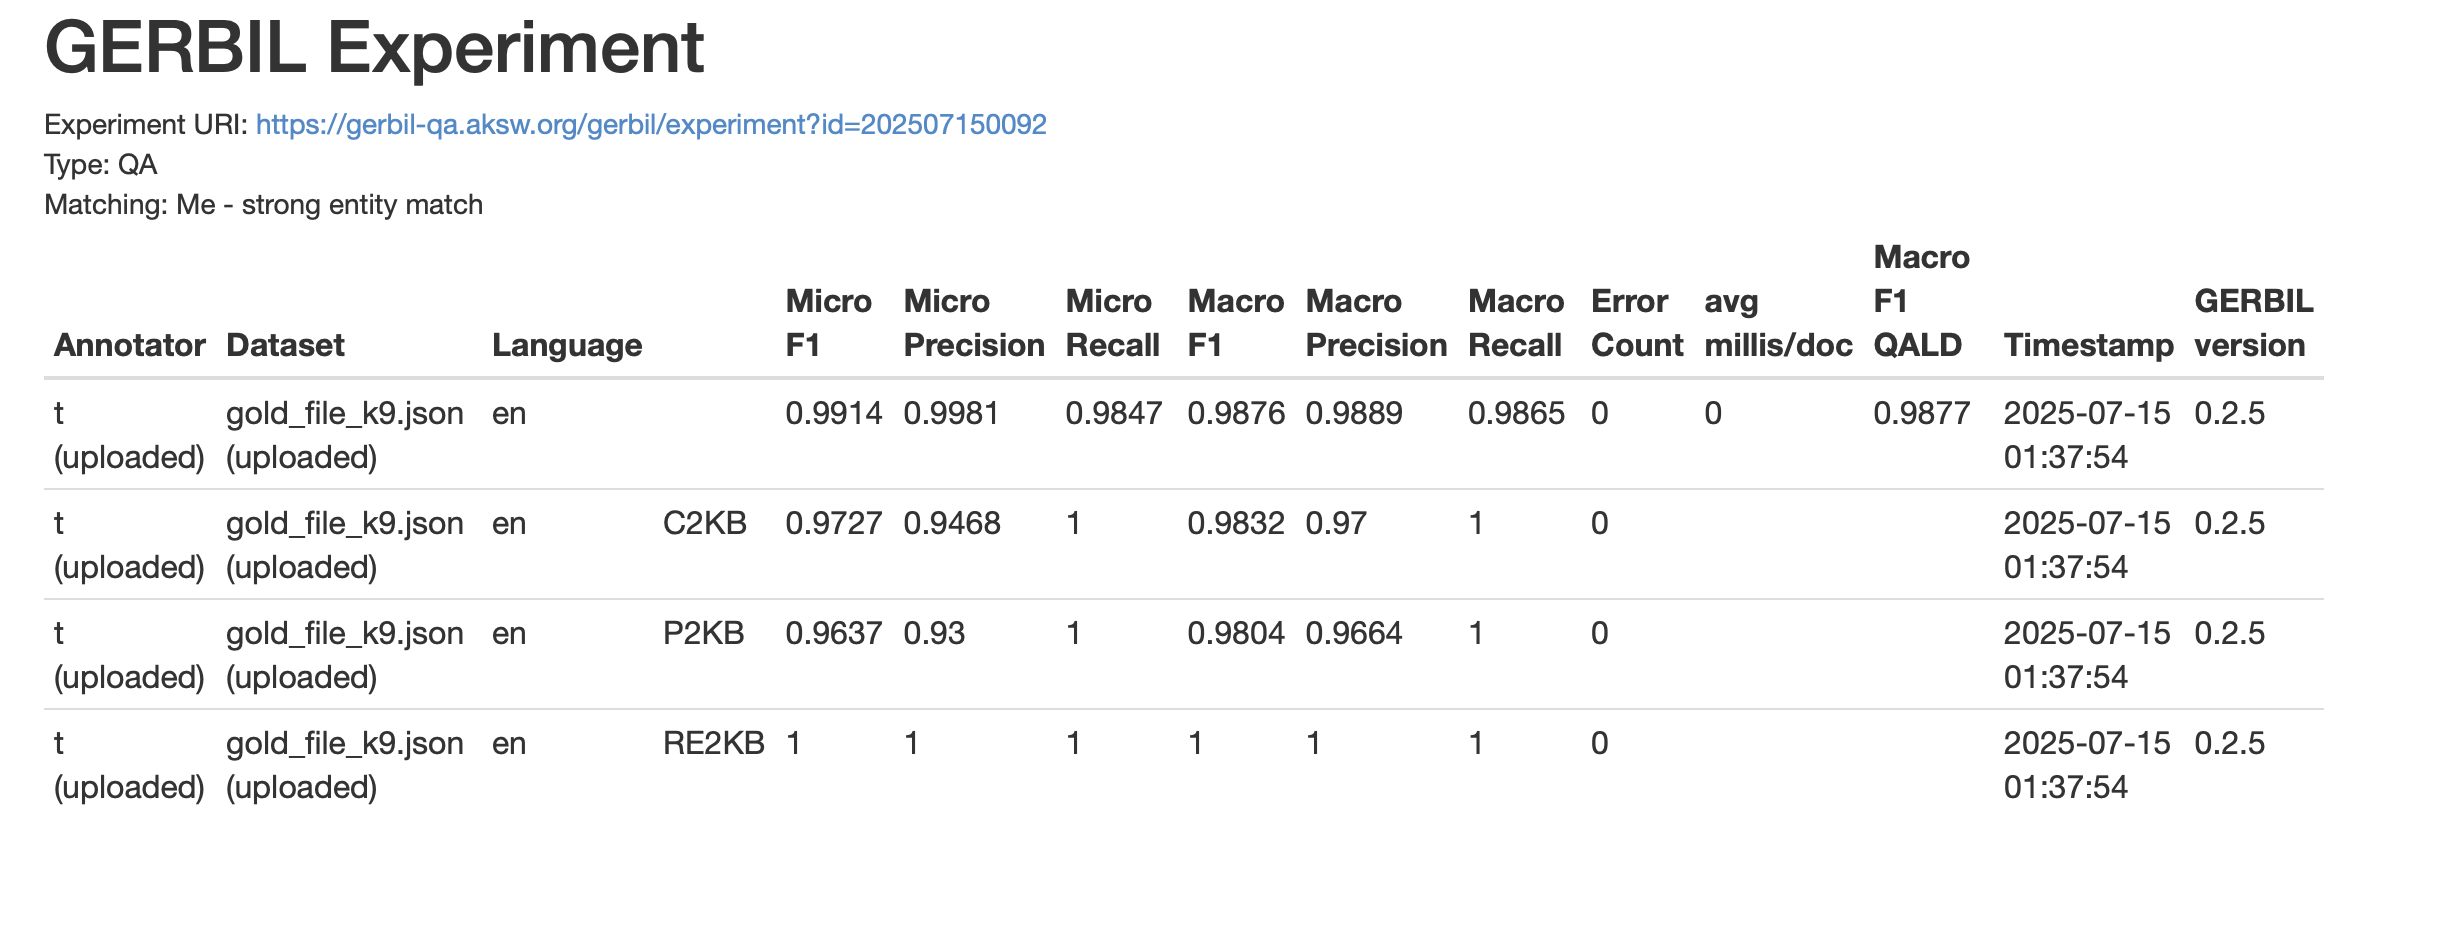 GERBIL Experiment
Experiment URI: https://gerbil-qa.aksw.org/gerbil/experiment?id=202507150092
Type: QA
Matching: Me - strong entity match
Annotator Dataset Language Micro F1 Micro Precision Micro Recall Macro F1 Macro Precision Macro Recall Error Count avg millis/doc Macro F1 QALD Timestamp GERBIL version
t (uploaded) gold_file_k9.json (uploaded) en 0.9914 0.9981 0.9847 0.9876 0.9889 0.9865 0 0 0.9877 2025-07-15 01:37:54 0.2.5
t (uploaded) gold_file_k9.json (uploaded) en C2KB 0.9727 0.9468 1 0.9832 0.97 1 0 2025-07-15 01:37:54 0.2.5
t (uploaded) gold_file_k9.json (uploaded) en P2KB 0.9637 0.93 1 0.9804 0.9664 1 0 2025-07-15 01:37:54 0.2.5
t (uploaded) gold_file_k9.json (uploaded) en RE2KB 1 1 1 1 1 1 0 2025-07-15 01:37:54 0.2.5